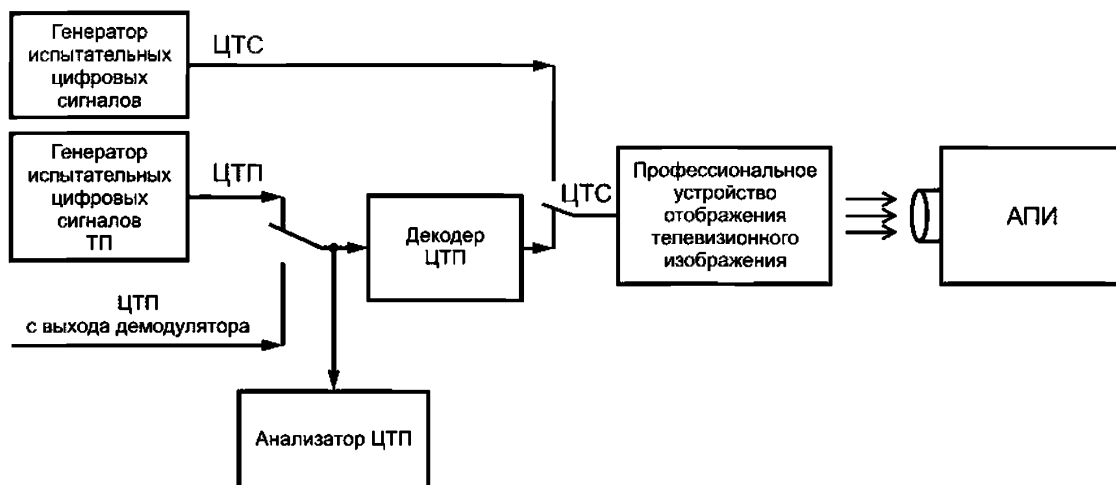 Генератор
испытательных
цифровых
сигналов
ЦТС
Генератор
испытательных
цифровых
сигналов
ТП
ЦТП
ЦТП
с выхода демодулятора
Декодер
ЦТП
Анализатор ЦТП
ЦТС
Профессиональное
устройство
отображения
телевизионного
изображения
АПИ